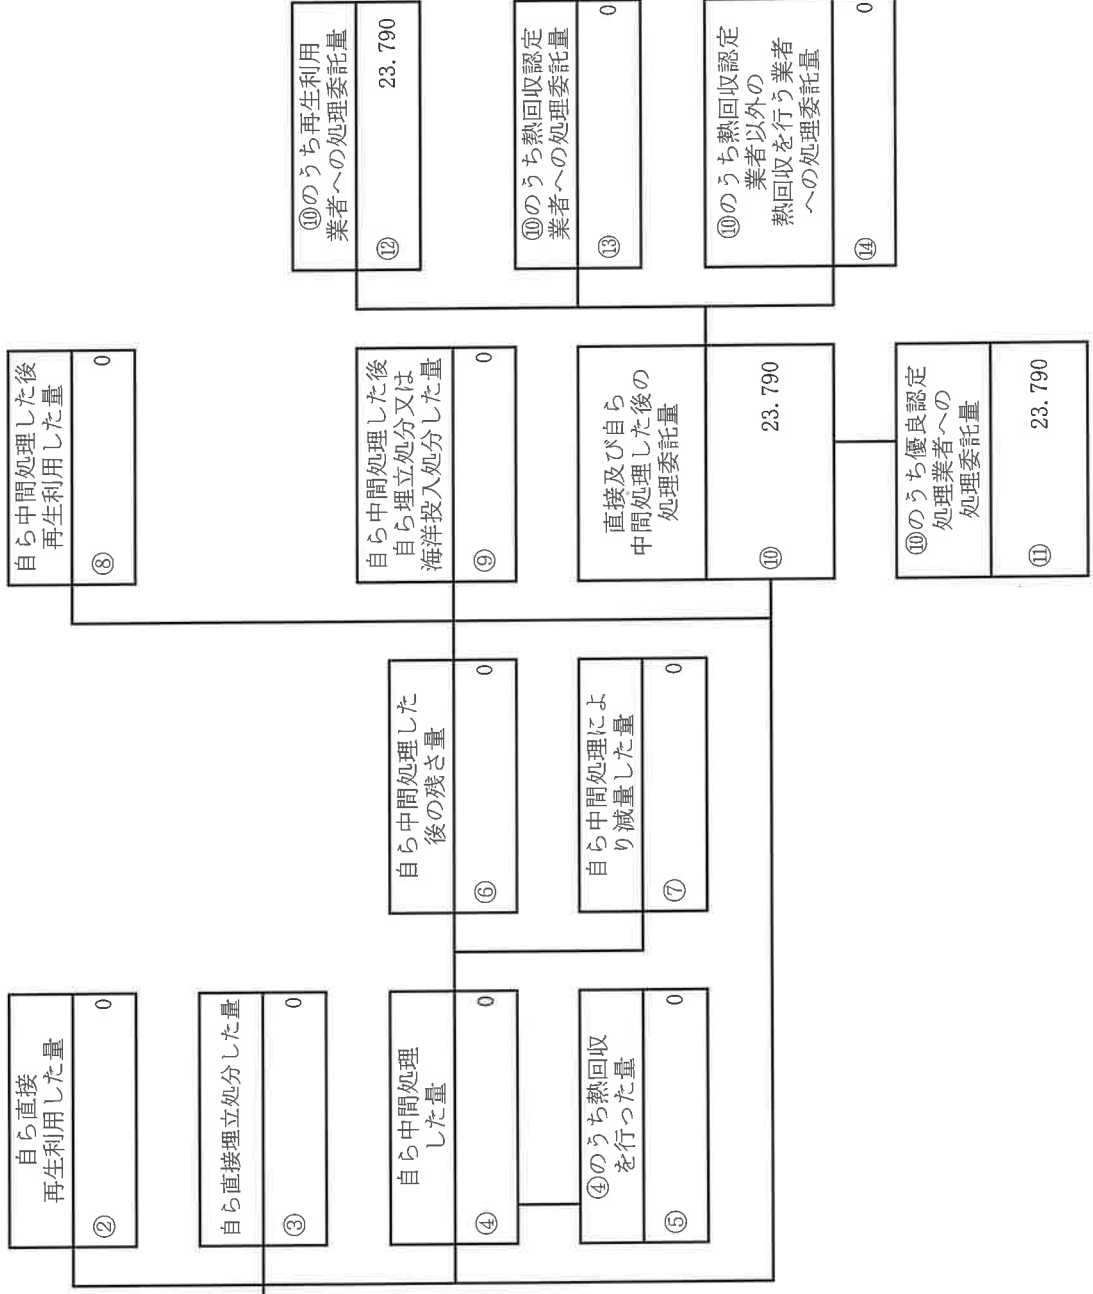 自ら直接
再生利用した量
② 0
自ら直接埋立処分した量
③ 0
自ら中間処理
した量
④ 0
④のうち熱回収
を行った量
⑤ 0
自ら中間処理した
後の残さ量
⑥ 0
自ら中間処理によ
り減量した量
⑦ 0
自ら中間処理した後
再生利用した量
⑧ 0
自ら中間処理した後
自ら埋立処分又は
海洋投入処分した量
⑨ 0
直接及び自ら
中間処理した後の
処理委託量
⑩ 23.790
⑩のうち優良認定
処理業者への
処理委託量
⑪ 23.790
⑩のうち再生利用
業者への処理委託量
⑫ 23.790
⑩のうち熱回収認定
業者への処理委託量
⑬ 0
⑩のうち熱回収認定
業者以外の
熱回収を行う業者
への処理委託量
⑭ 0